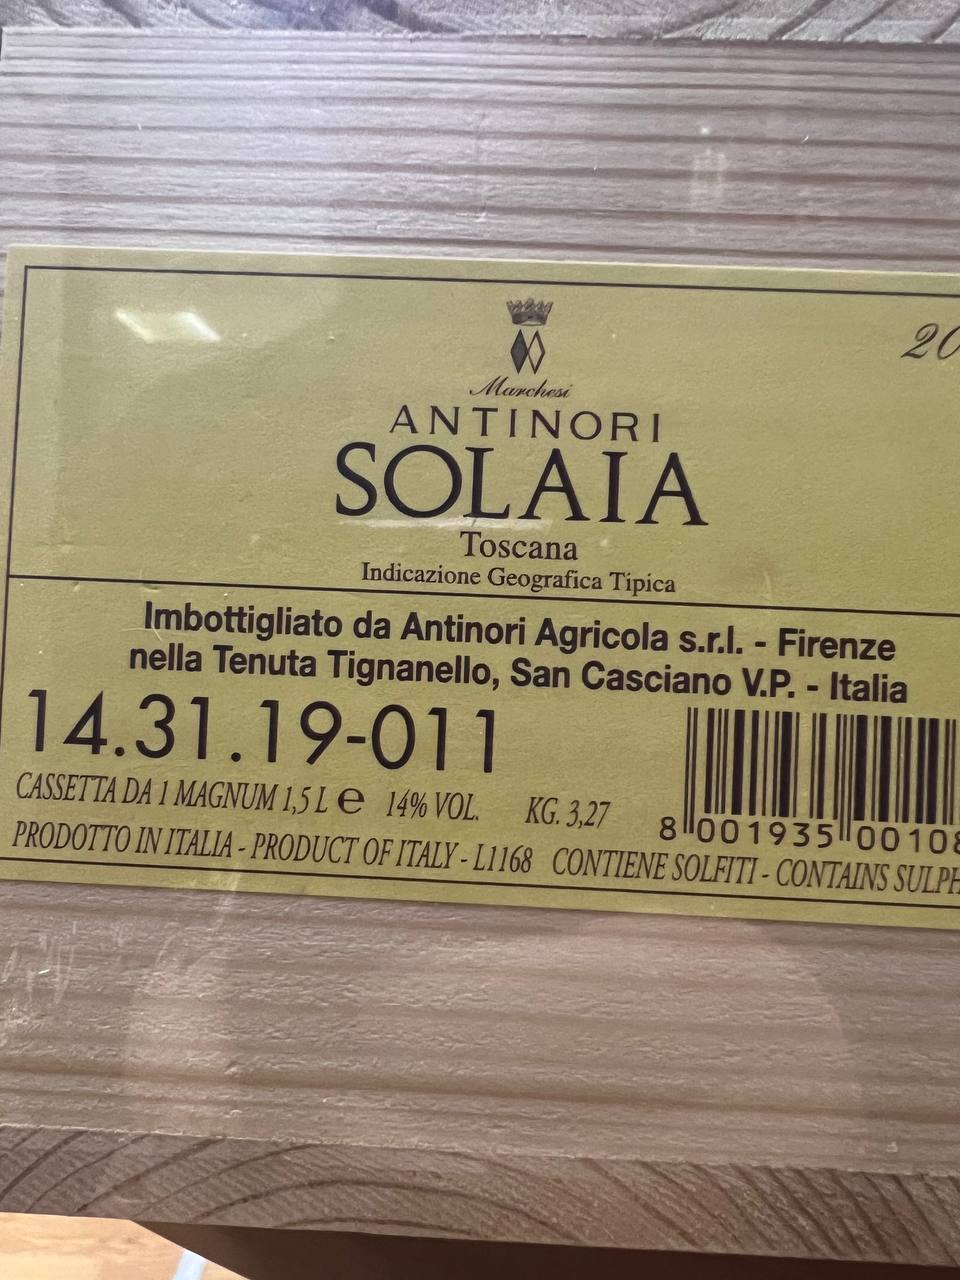 20
Marchesi
ANTINORI
SOLAIA
Toscana
Indicazione Geografica Tipica
Imbottigliato da Antinori Agricola s.r.l. - Firenze
nella Tenuta Tignanello, San Casciano V.P. - Italia
14.31.19-011
CASSETTA DA 1 MAGNUM 1,5 L e 14% VOL. KG. 3,27
8 001935 00108
PRODOTTO IN ITALIA - PRODUCT OF ITALY - L1168 CONTIENE SOLFITI - CONTAINS SULPH